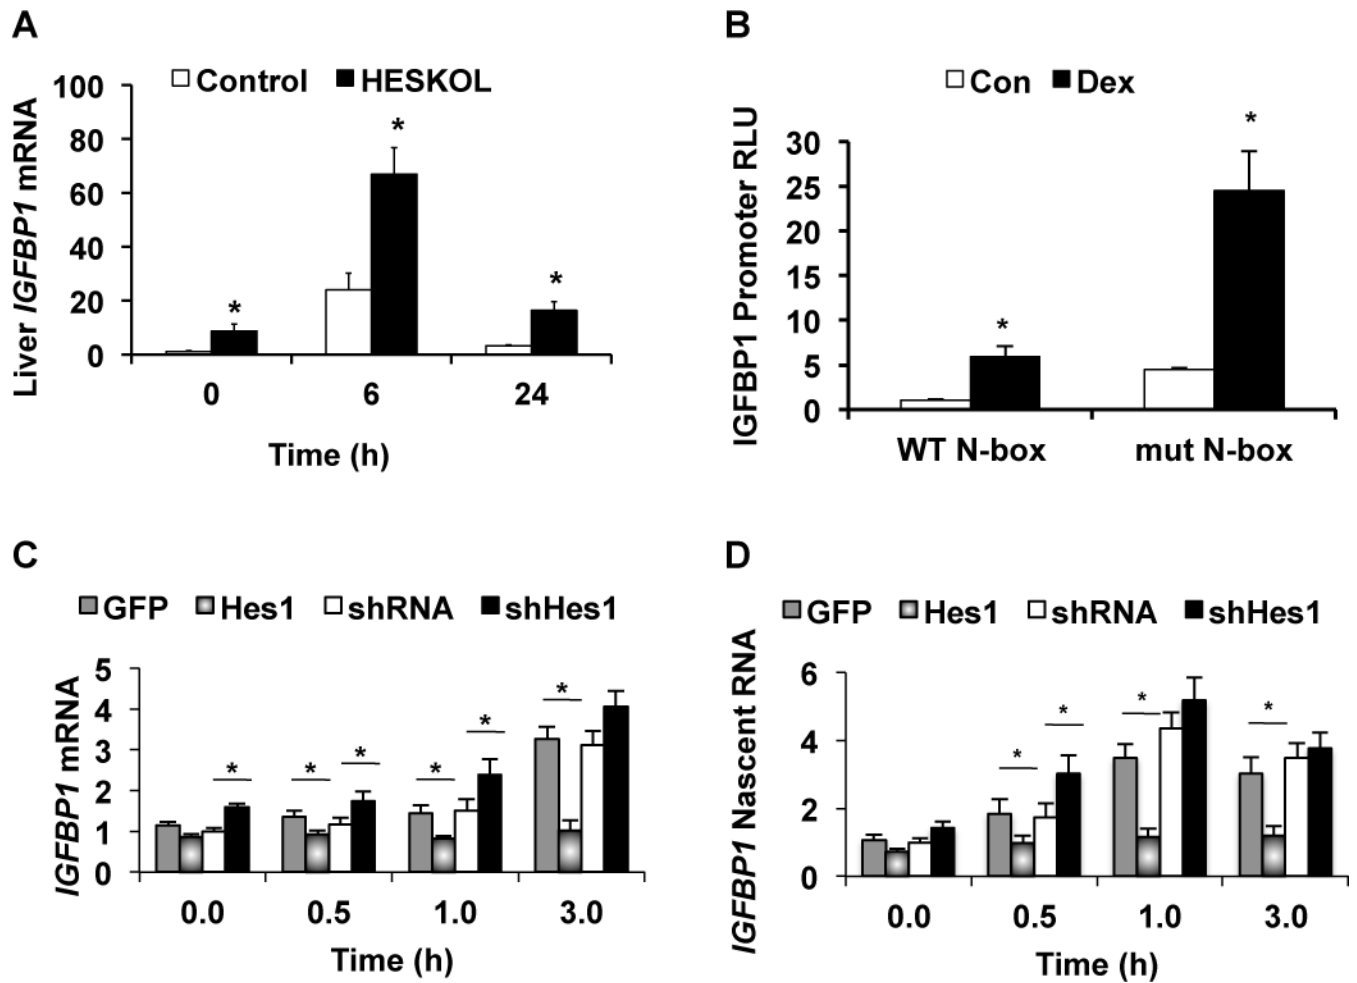 A
Control HESKOL
Liver IGFBP1 mRNA
100
80
60
40
20
0
*
*
*
0 6 24
Time (h)
B
Con Dex
IGFBP1 Promoter RLU
30
25
20
15
10
5
0
*
*
WT N-box mut N-box
C
GFP Hes1 shRNA shHes1
IGFBP1 mRNA
5
4
3
2
1
0
* * * * * *
0.0 0.5 1.0 3.0
Time (h)
D
GFP Hes1 shRNA shHes1
IGFBP1 Nascent RNA
6
4
2
0
* * * *
0.0 0.5 1.0 3.0
Time (h)